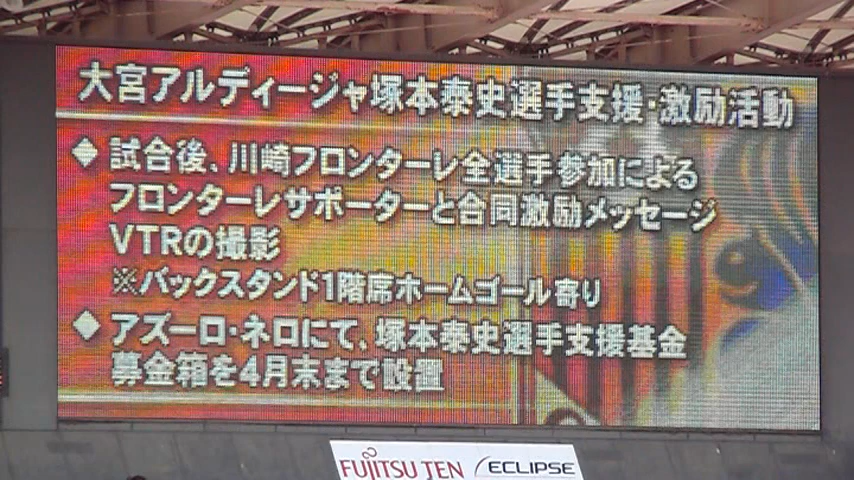 大宮アルディージャ塚本泰史選手支援・激励活動
◆試合後、川崎フロンターレ全選手参加による
フロンターレサポーターと合同激励メッセージ
VTRの撮影
※バックスタンド1階席ホームゴール寄り
◆アズーロ・ネロにて、塚本泰史選手支援基金
募金箱を4月末まで設置
FUJITSU TEN ECLIPSE